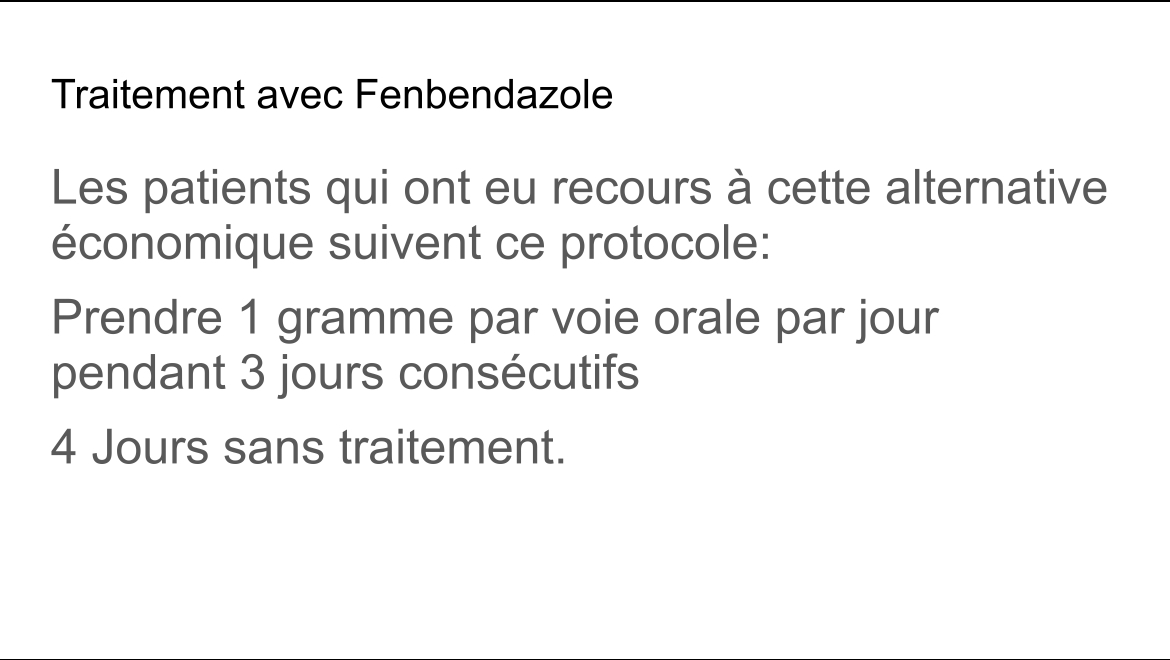 Traitement avec Fenbendazole
Les patients qui ont eu recours à cette alternative
économique suivent ce protocole:
Prendre 1 gramme par voie orale par jour
pendant 3 jours consécutifs
4 Jours sans traitement.